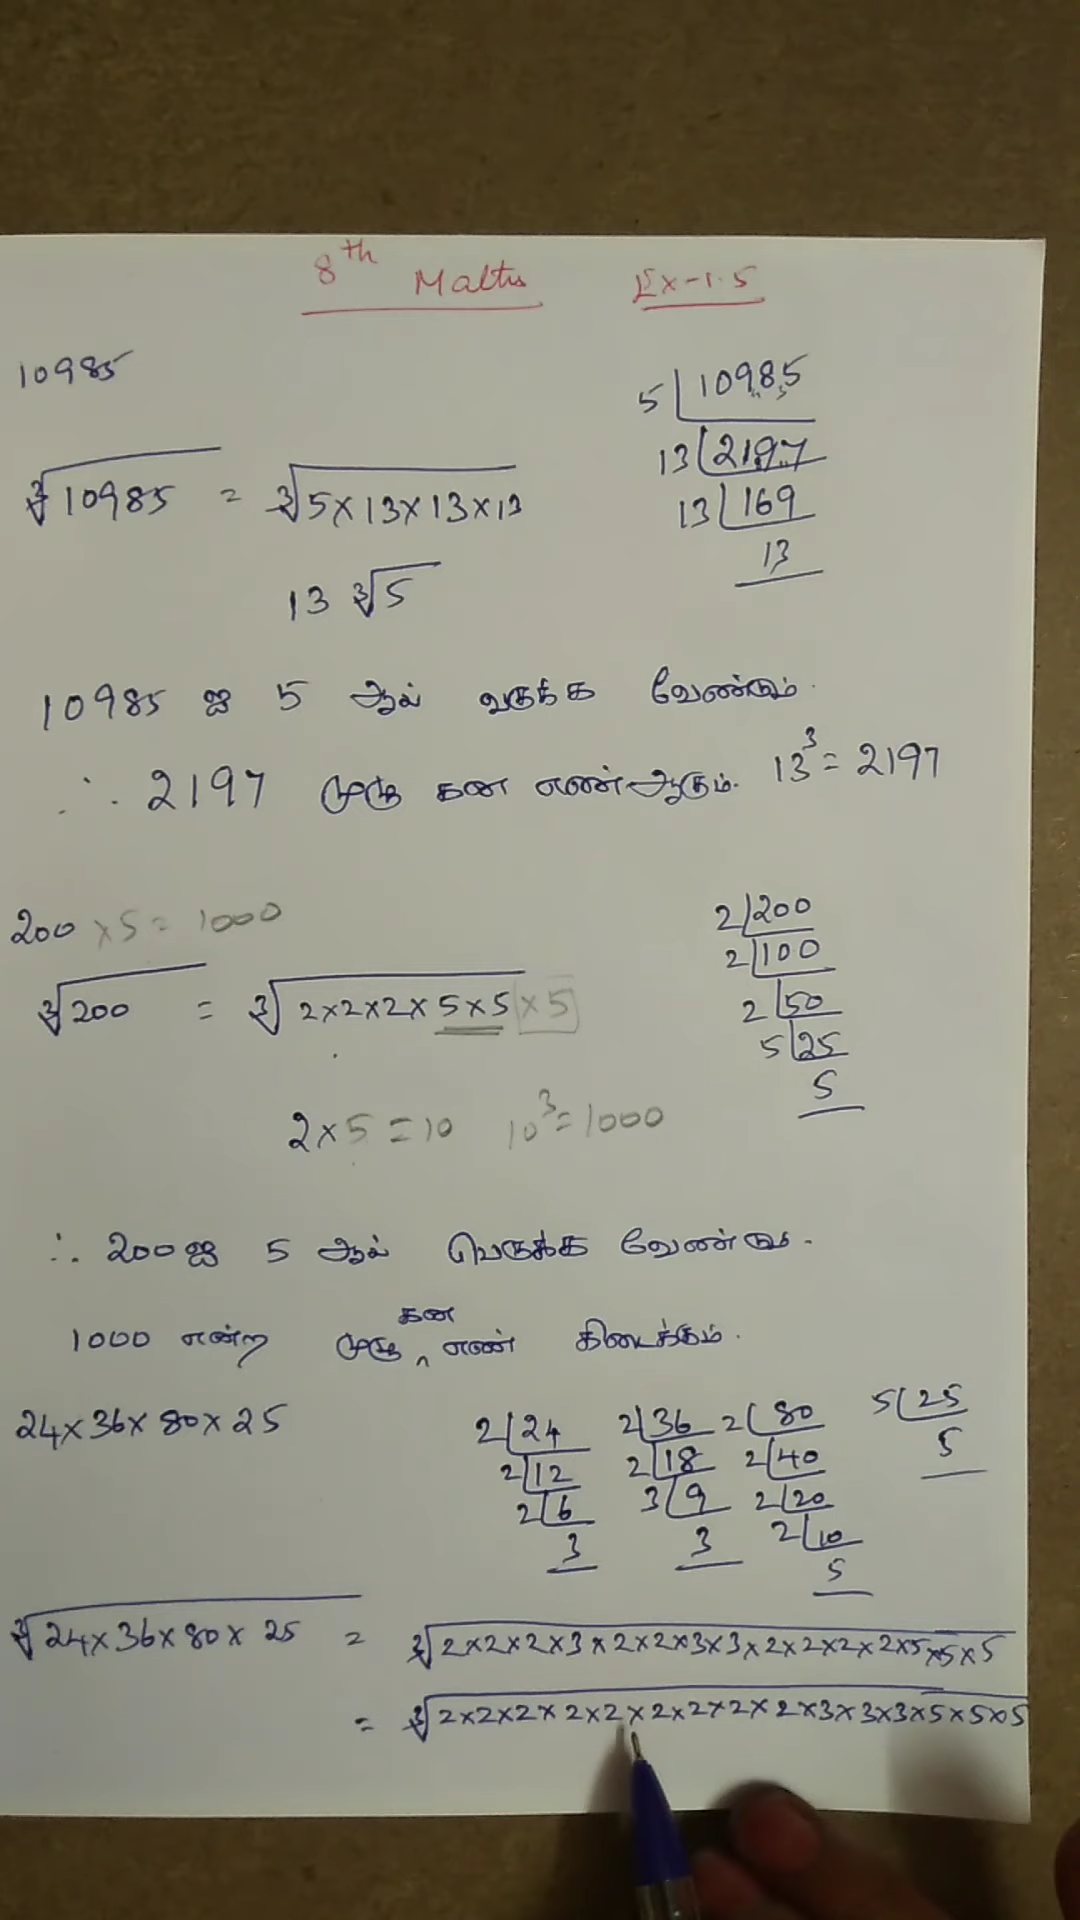 8th Maths Ex-1.5
10985
∛10985 = ∛5×13×13×13
13 ∛5
5 | 10985
13 | 2197
13 | 169
13
10985 ஐ 5 ஆல் வகுக்க வேண்டும்.
∴ 2197 முழு கன எண் ஆகும். 13³ = 2197
200 × 5 = 1000
∛200 = ∛2×2×2×5×5 ×5
2×5 = 10 10³ = 1000
2 | 200
2 | 100
2 | 50
5 | 25
5
∴ 200 ஐ 5 ஆல் பெருக்க வேண்டும்.
1000 என்ற முழு கன எண் கிடைக்கும்.
24×36×80×25
2 | 24 2 | 36 2 | 80 5 | 25
2 | 12 2 | 18 2 | 40 5
2 | 6 3 | 9 2 | 20
3 3 2 | 10
5
∛24×36×80×25 = ∛2×2×2×3×2×2×3×3×2×2×2×2×5×5×5
= ∛2×2×2×2×2×2×2×2×2×3×3×3×5×5×5